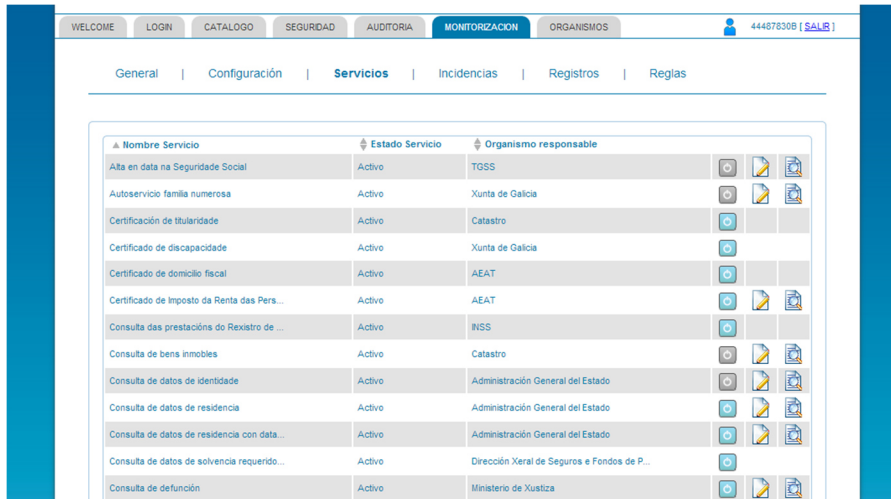 WELCOME LOGIN CATALOGO SEGURIDAD AUDITORIA MONITORIZACION ORGANISMOS 44487830B [ SALIR ]
General | Configuración | Servicios | Incidencias | Registros | Reglas
Nombre Servicio Estado Servicio Organismo responsable
Alta en data na Seguridade Social Activo TGSS
Autoservicio familia numerosa Activo Xunta de Galicia
Certificación de titularidade Activo Catastro
Certificado de discapacidade Activo Xunta de Galicia
Certificado de domicilio fiscal Activo AEAT
Certificado de Imposto da Renta das Pers... Activo AEAT
Consulta das prestacións do Rexistro de ... Activo INSS
Consulta de bens inmobles Activo Catastro
Consulta de datos de identidade Activo Administración General del Estado
Consulta de datos de residencia Activo Administración General del Estado
Consulta de datos de residencia con data... Activo Administración General del Estado
Consulta de datos de solvencia requerido... Activo Dirección Xeral de Seguros e Fondos de P...
Consulta de defunción Activo Ministerio de Xustiza